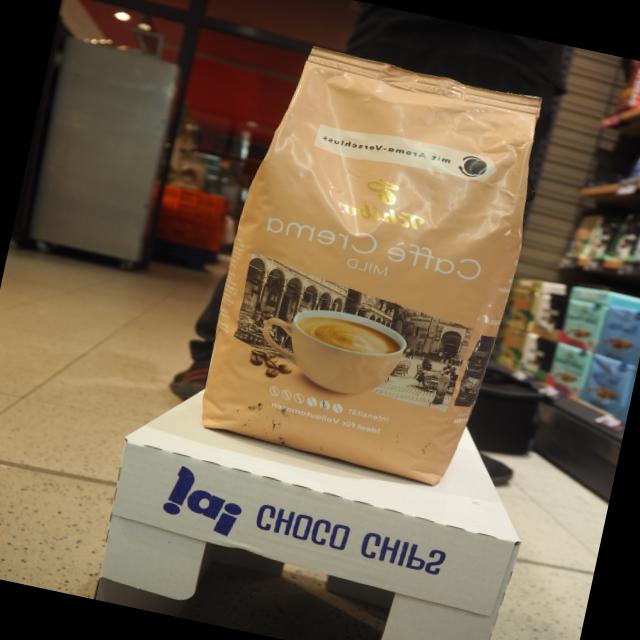 mit Aroma-Verschluss
Tchibo
Caffè Crema
MILD
INTENSITÄT
Ideal für Vollautomaten
ja!
CHOCO CHIPS